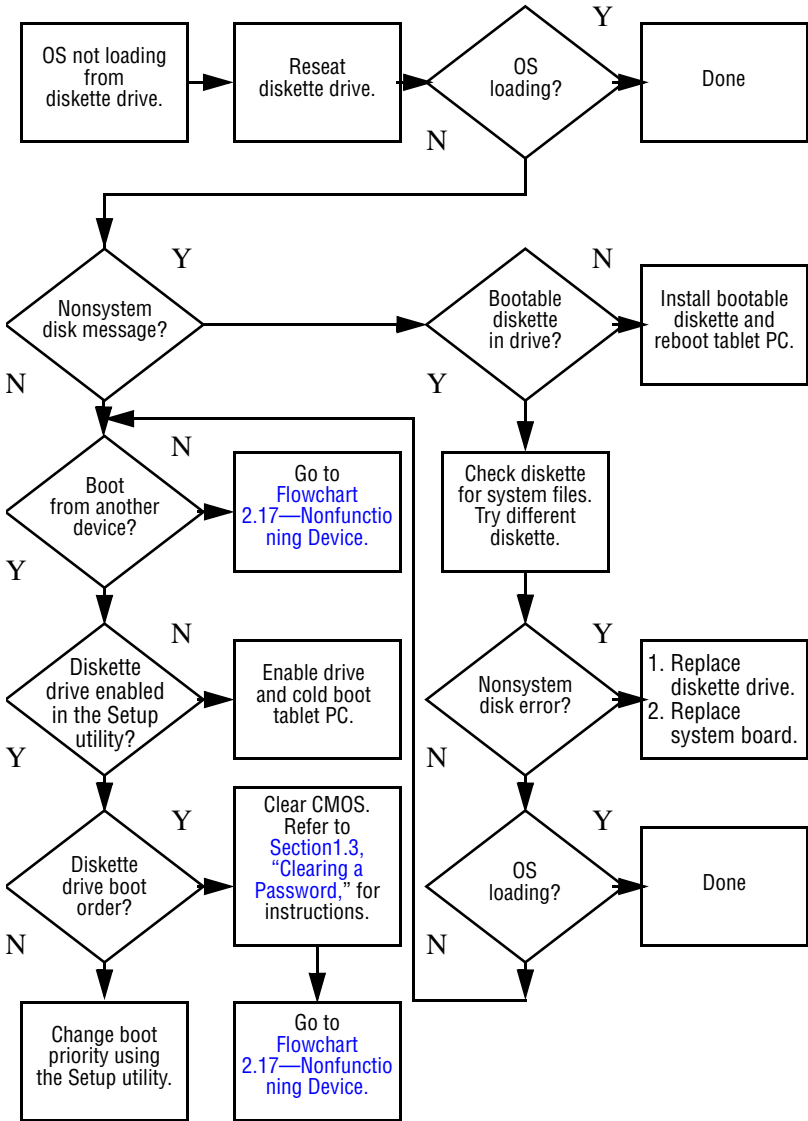 OS not loading
from
diskette drive.
Reseat
diskette drive.
OS
loading?
Y
Done
N
Nonsystem
disk message?
Y
Bootable
diskette
in drive?
N
Install bootable
diskette and
reboot tablet PC.
N
Y
Boot
from another
device?
N
Go to
Flowchart
2.17—Nonfunctio
ning Device.
Check diskette
for system files.
Try different
diskette.
Y
Diskette
drive enabled
in the Setup
utility?
N
Enable drive
and cold boot
tablet PC.
Nonsystem
disk error?
Y
1. Replace
diskette drive.
2. Replace
system board.
Y
N
Diskette
drive boot
order?
Y
Clear CMOS.
Refer to
Section1.3,
“Clearing a
Password,” for
instructions.
OS
loading?
Y
Done
N
N
Change boot
priority using
the Setup utility.
Go to
Flowchart
2.17—Nonfunctio
ning Device.